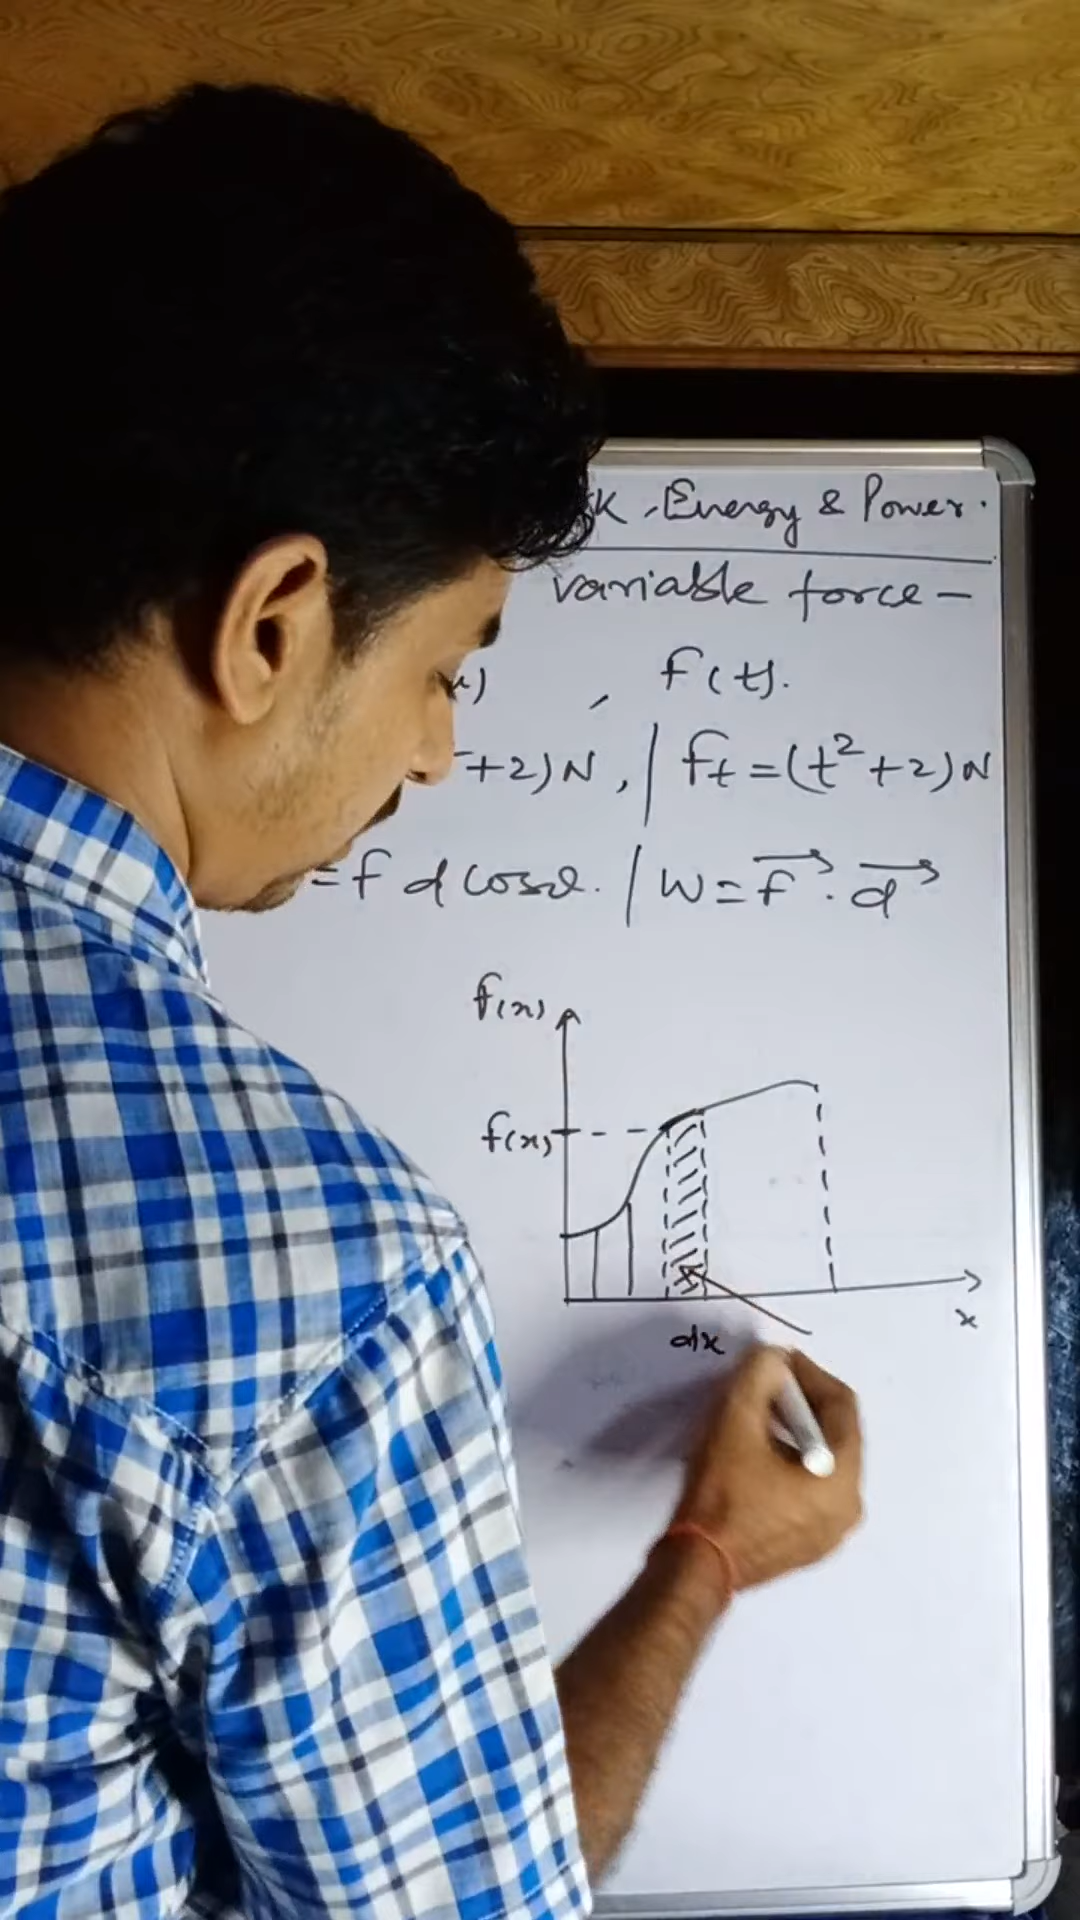 , Energy & Power.
variable force -
, f(t).
+2) N, | ft = (t² + 2) N
= f d cosθ. | W = f⃗ . d⃗
f(x)
f(x)
x
dx